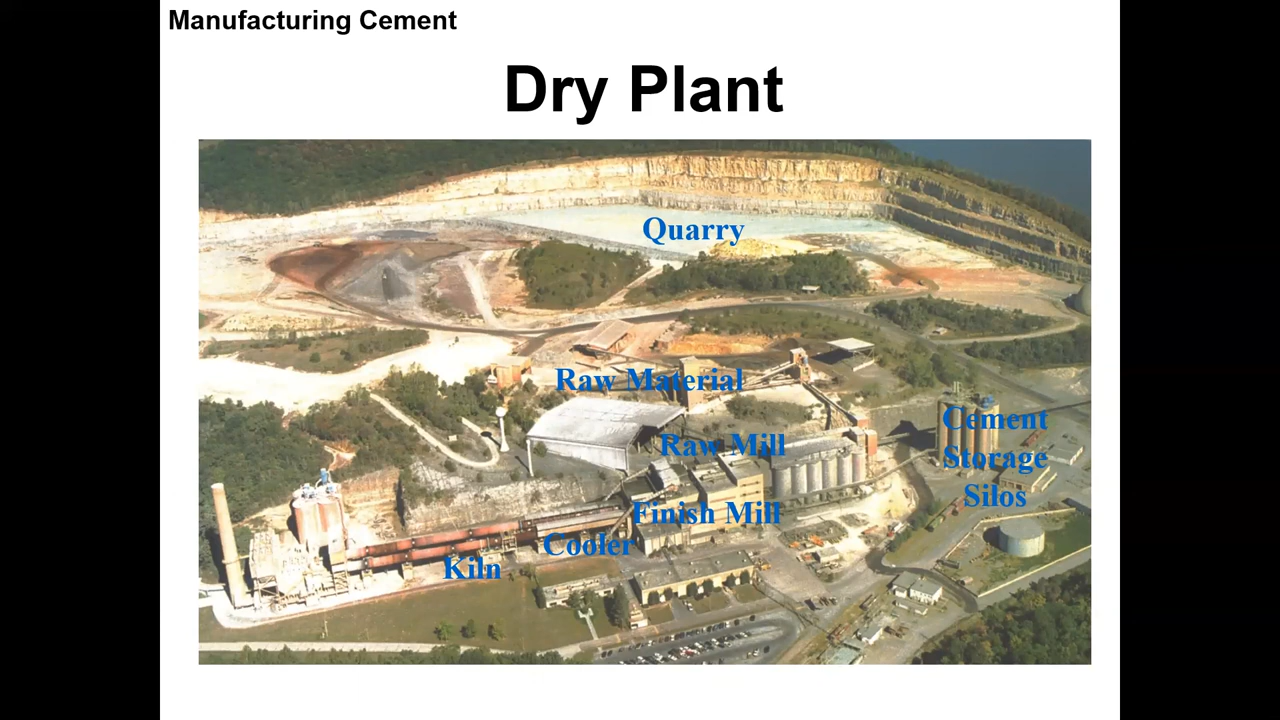 Manufacturing Cement
Dry Plant
Quarry
Raw Material
Raw Mill
Cement
Storage
Silos
Finish Mill
Cooler
Kiln